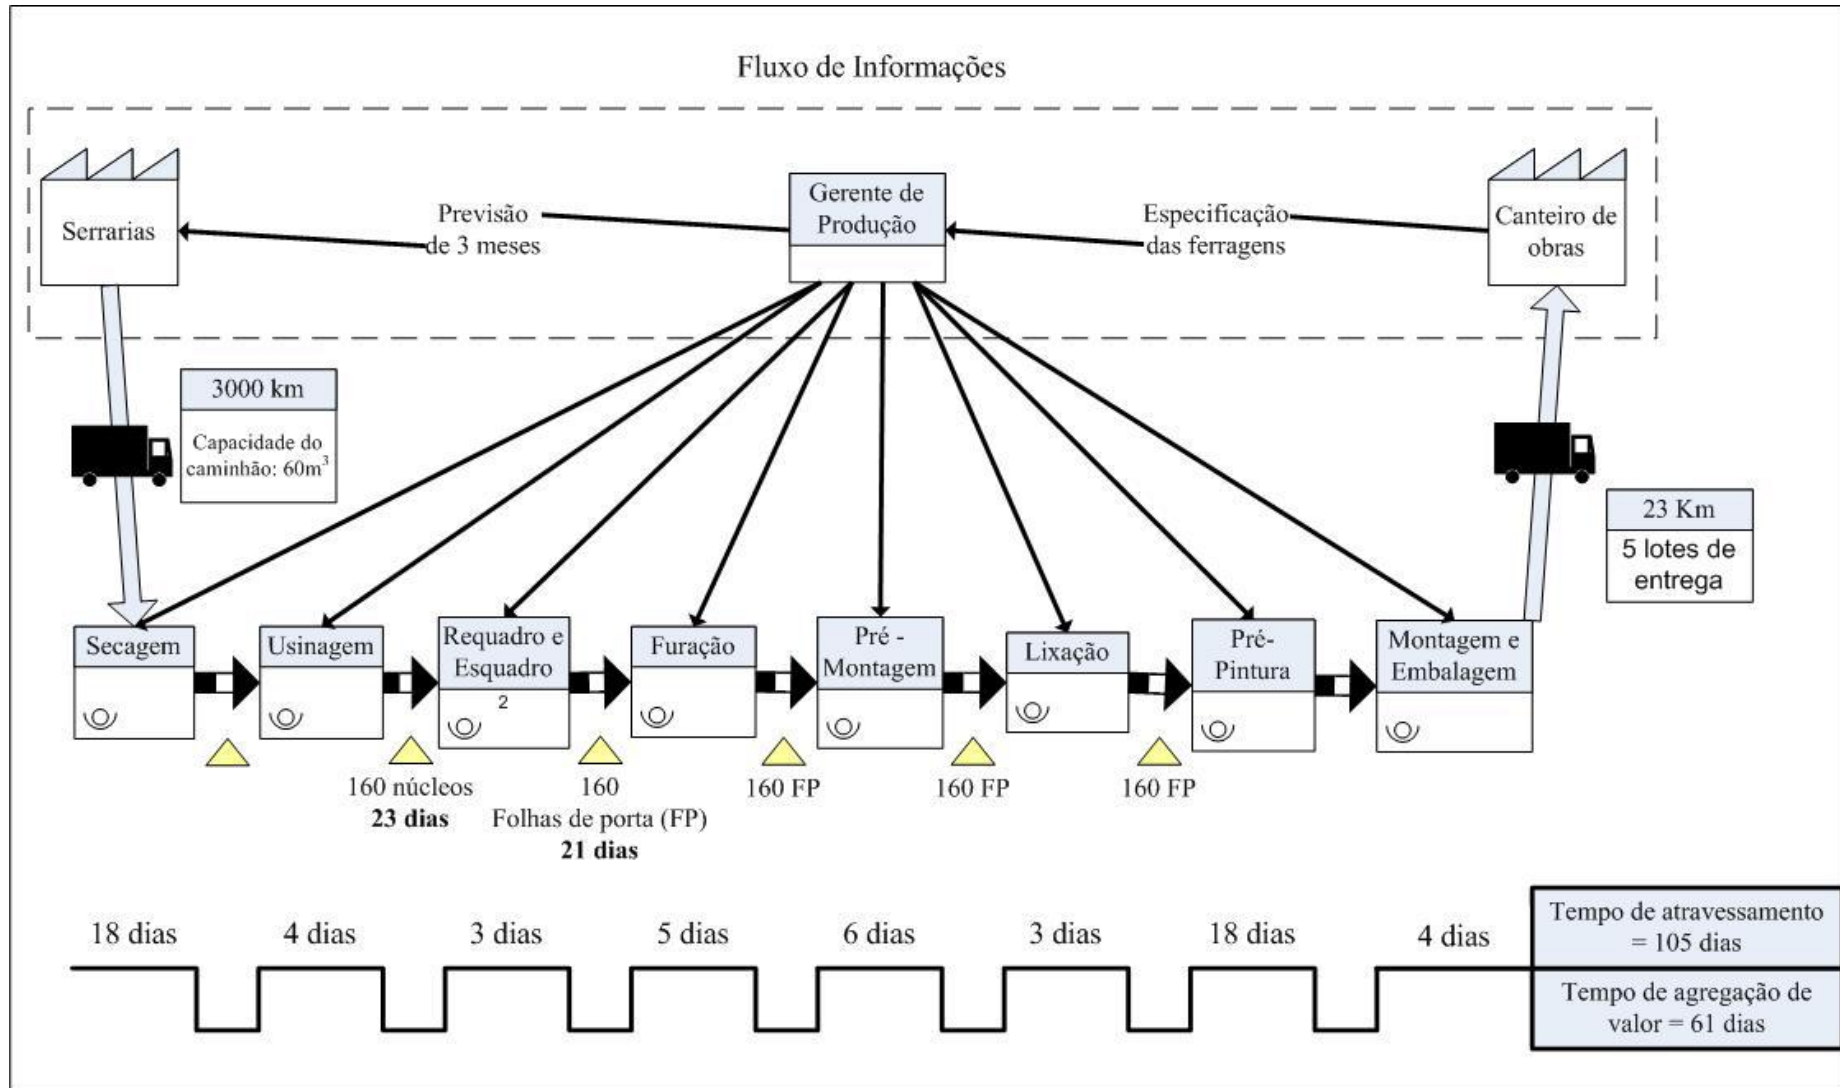 Fluxo de Informações
Serrarias
Previsão
de 3 meses
Gerente de
Produção
Especificação
das ferragens
Canteiro de
obras
3000 km
Capacidade do
caminhão: 60m³
23 Km
5 lotes de
entrega
Secagem
Usinagem
Requadro e
Esquadro
2
Furação
Pré -
Montagem
Lixação
Pré-
Pintura
Montagem e
Embalagem
160 núcleos
23 dias
160
Folhas de porta (FP)
21 dias
160 FP
160 FP
160 FP
18 dias
4 dias
3 dias
5 dias
6 dias
3 dias
18 dias
4 dias
Tempo de atravessamento
= 105 dias
Tempo de agregação de
valor = 61 dias